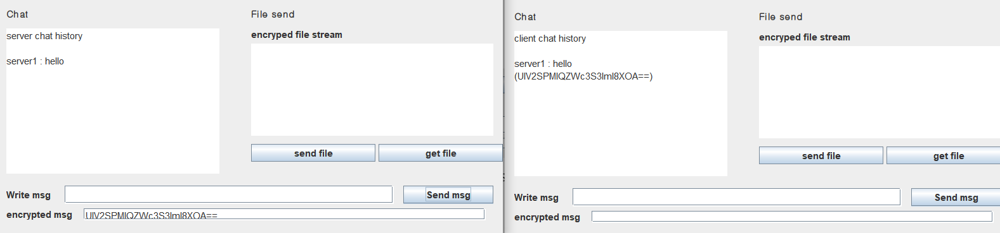 Chat
server chat history
server1 : hello
File send
encryped file stream
send file
get file
Write msg
Send msg
encrypted msg
UIV2SPMIQZWc3S3ImI8XOA==
Chat
client chat history
server1 : hello
(UIV2SPMIQZWc3S3ImI8XOA==)
File send
encryped file stream
send file
get file
Write msg
Send msg
encrypted msg